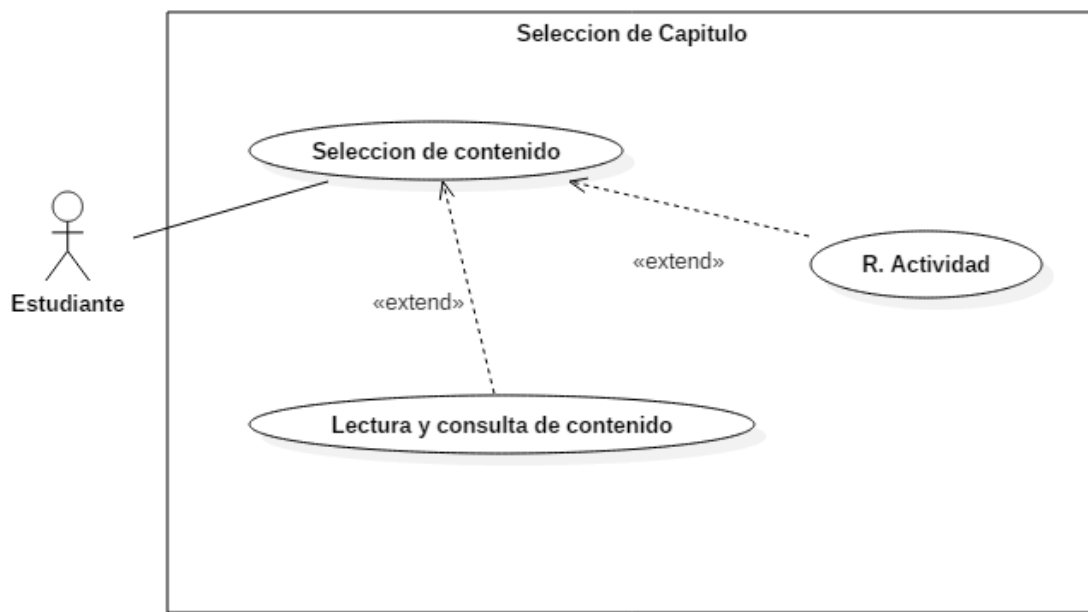 Seleccion de Capitulo
Seleccion de contenido
R. Actividad
«extend»
«extend»
Estudiante
Lectura y consulta de contenido